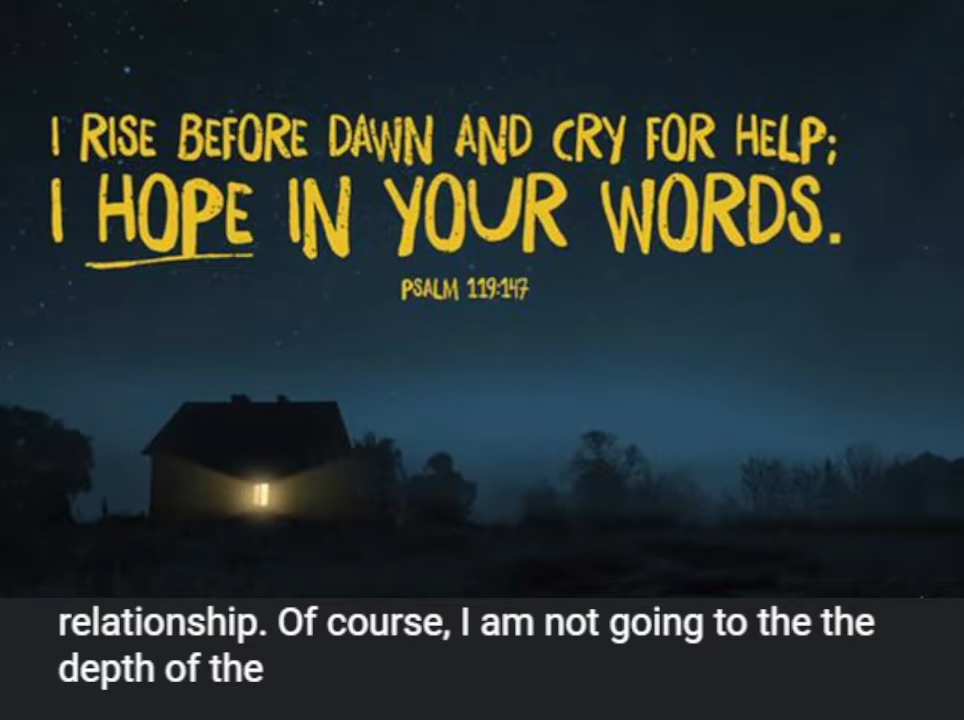 I RISE BEFORE DAWN AND CRY FOR HELP;
I HOPE IN YOUR WORDS.
PSALM 119:147
relationship. Of course, I am not going to the the
depth of the